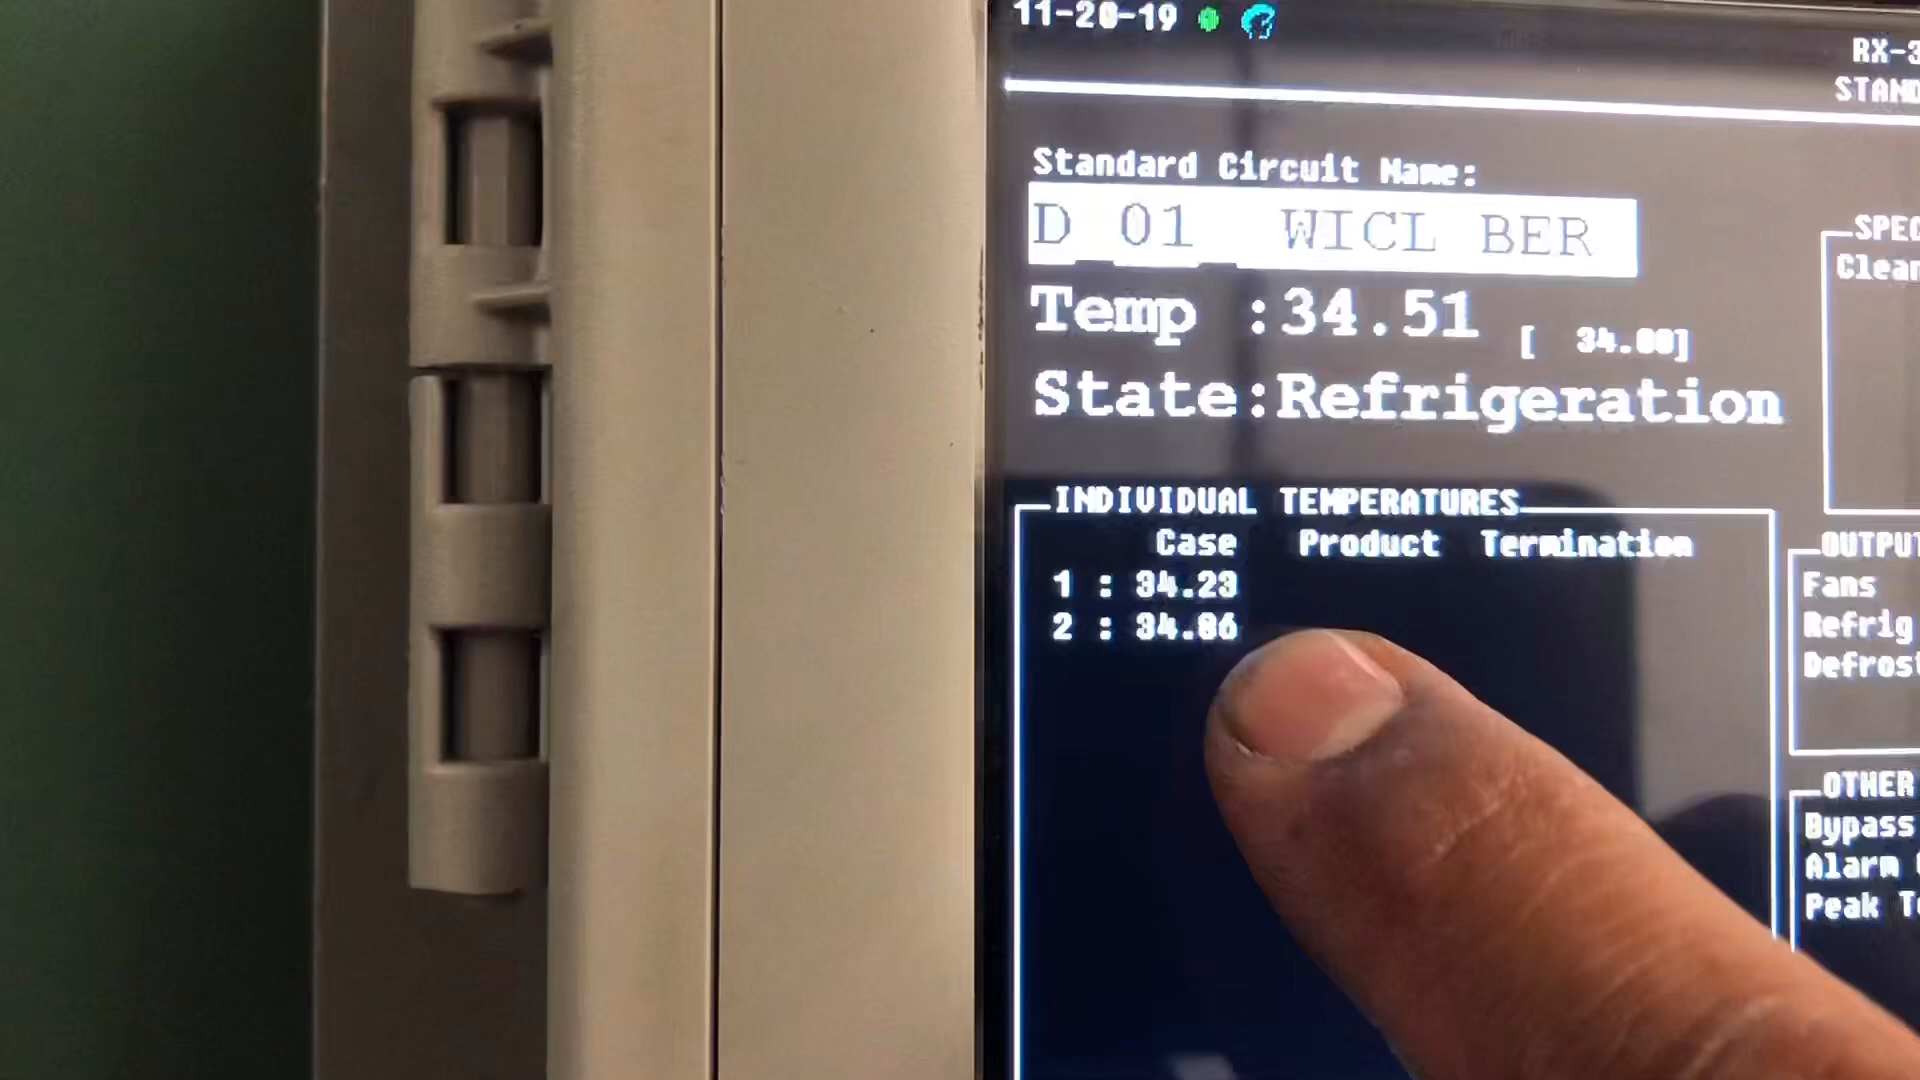 11-20-19
RX-3
STAND
Standard Circuit Name:
D 01 WICL BER
Temp :34.51 [ 34.00]
State:Refrigeration
SPEC
Clean
INDIVIDUAL TEMPERATURES
Case Product Termination
1 : 34.23
2 : 34.86
OUTPUT
Fans
Refrig
Defrost
OTHER
Bypass
Alarm
Peak T